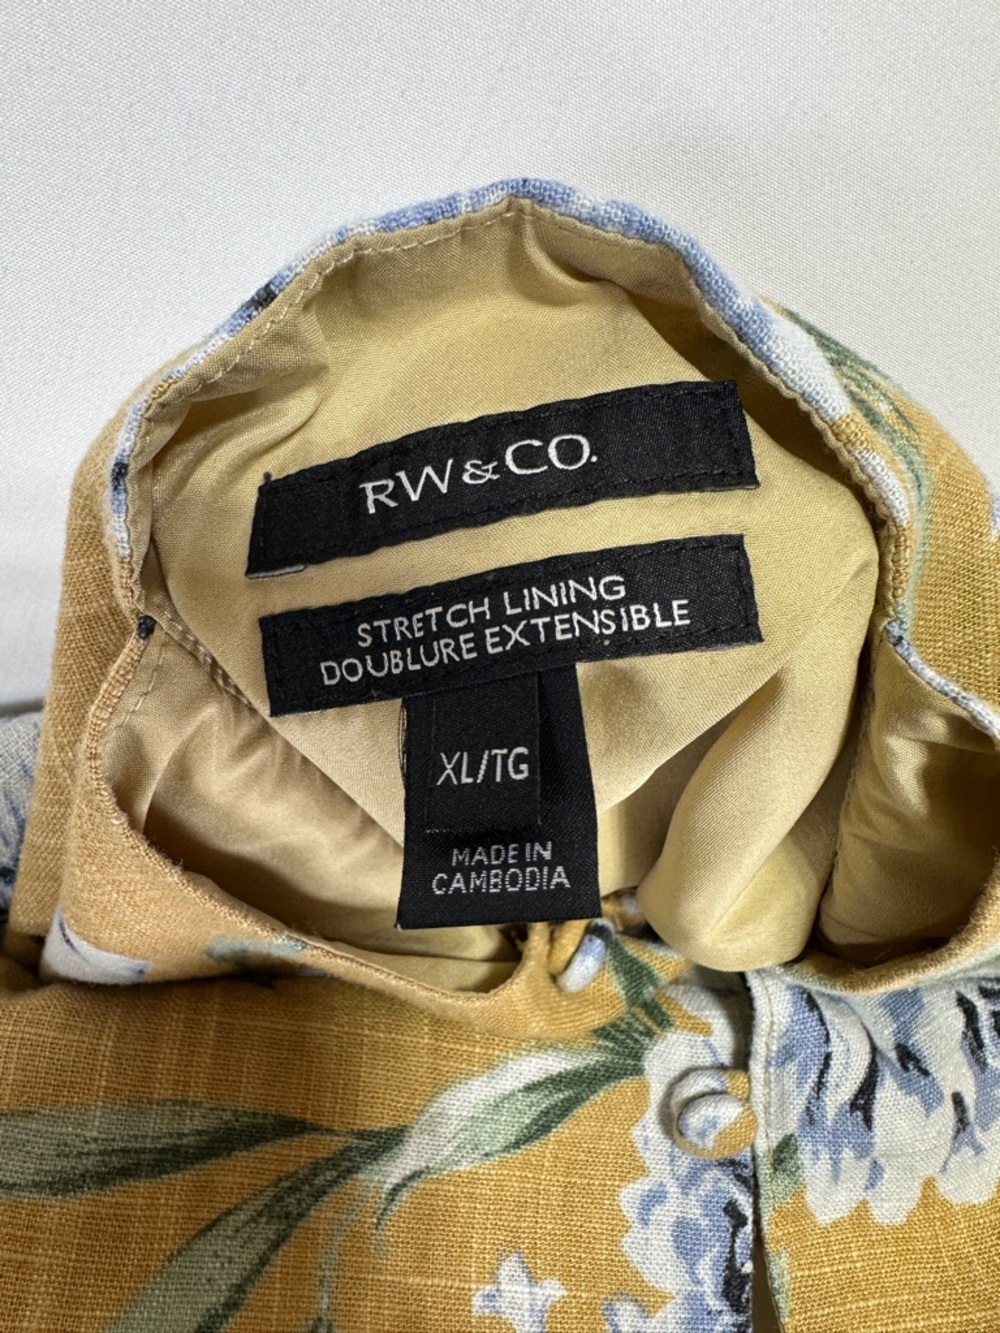 RW&CO.
STRETCH LINING
DOUBLURE EXTENSIBLE
XL/TG
MADE IN
CAMBODIA